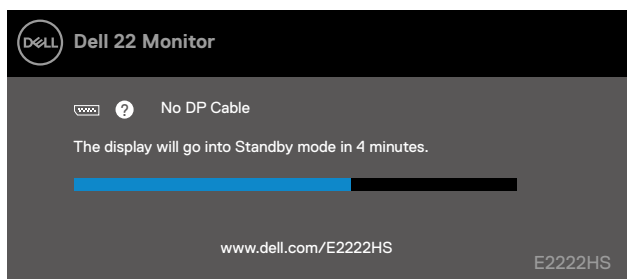 DELL Dell 22 Monitor
? No DP Cable
The display will go into Standby mode in 4 minutes.
www.dell.com/E2222HS
E2222HS